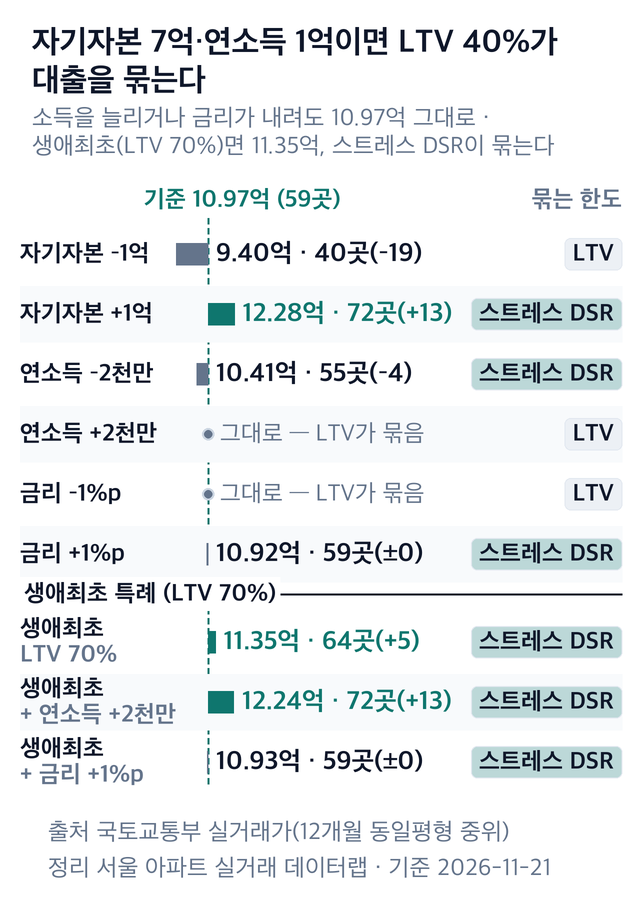 자기자본 7억·연소득 1억이면 LTV 40%가
대출을 묶는다
소득을 늘리거나 금리가 내려도 10.97억 그대로 ·
생애최초(LTV 70%)면 11.35억, 스트레스 DSR이 묶는다
기준 10.97억 (59곳) 묶는 한도
자기자본 -1억 9.40억 · 40곳(-19) LTV
자기자본 +1억 12.28억 · 72곳(+13) 스트레스 DSR
연소득 -2천만 10.41억 · 55곳(-4) 스트레스 DSR
연소득 +2천만 그대로 — LTV가 묶음 LTV
금리 -1%p 그대로 — LTV가 묶음 LTV
금리 +1%p 10.92억 · 59곳(±0) 스트레스 DSR
생애최초 특례 (LTV 70%)
생애최초
LTV 70% 11.35억 · 64곳(+5) 스트레스 DSR
생애최초
+ 연소득 +2천만 12.24억 · 72곳(+13) 스트레스 DSR
생애최초
+ 금리 +1%p 10.93억 · 59곳(±0) 스트레스 DSR
출처 국토교통부 실거래가(12개월 동일평형 중위)
정리 서울 아파트 실거래 데이터랩 · 기준 2026-11-21